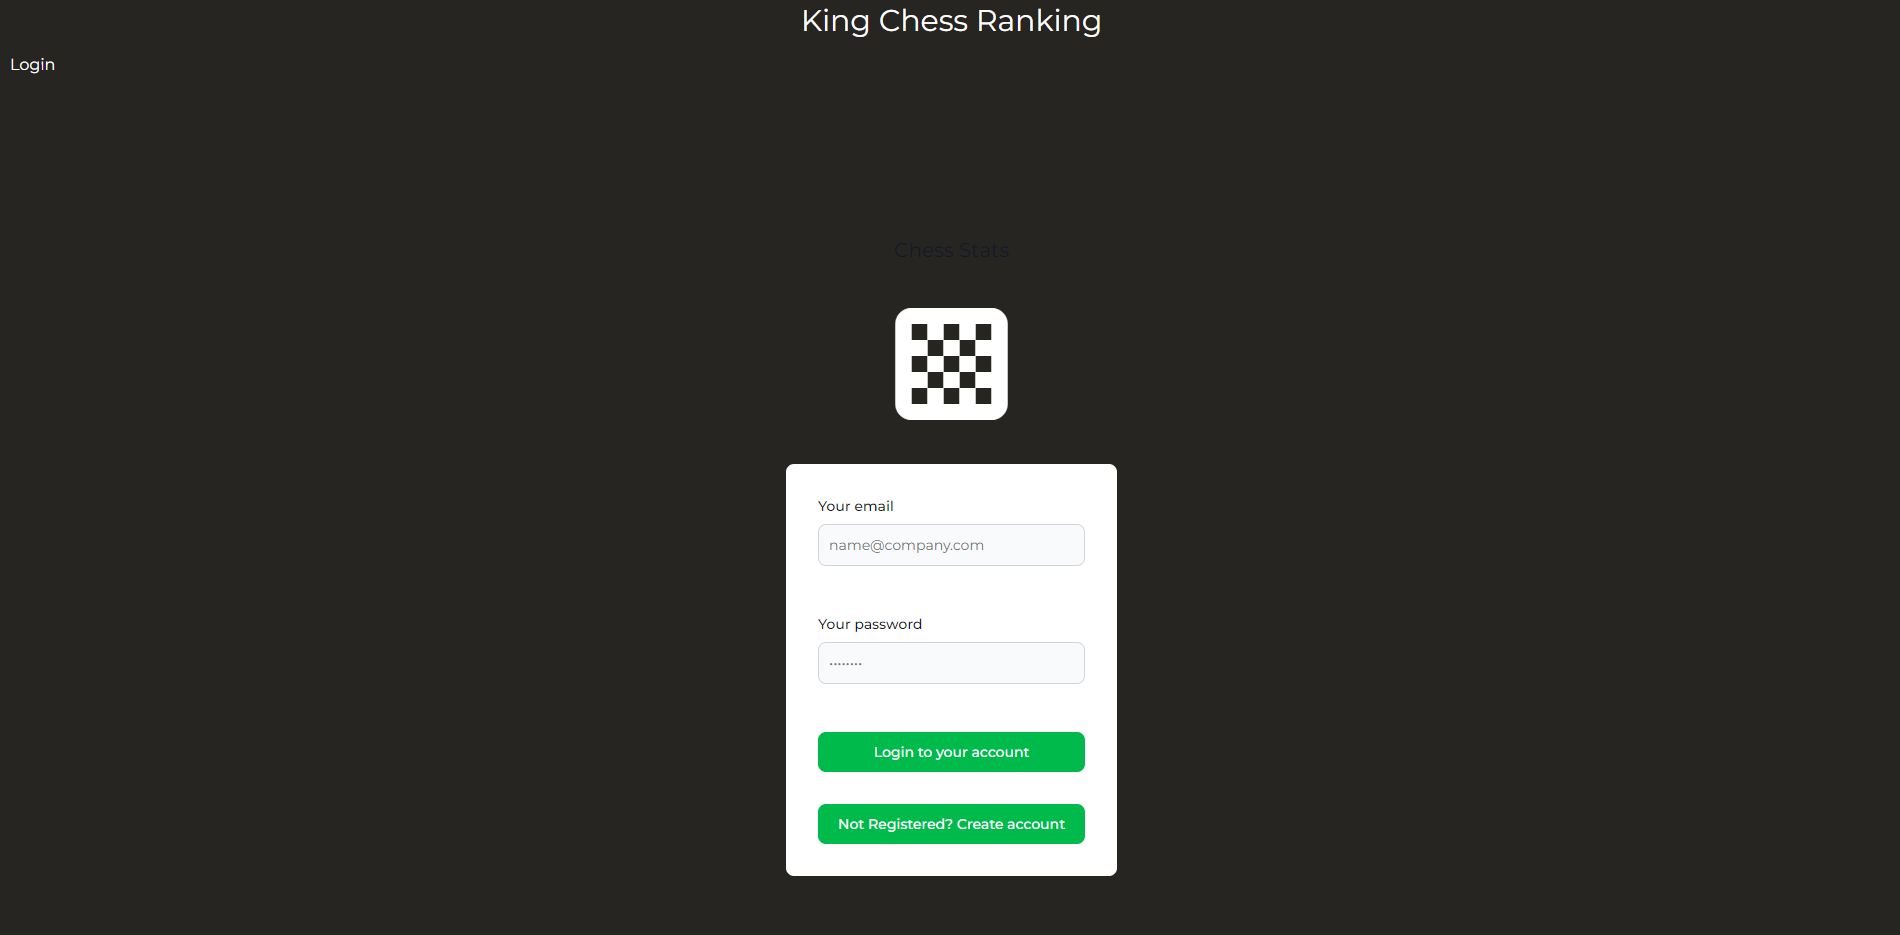 King Chess Ranking
Login
Chess Stats
Your email
name@company.com
Your password
••••••••
Login to your account
Not Registered? Create account